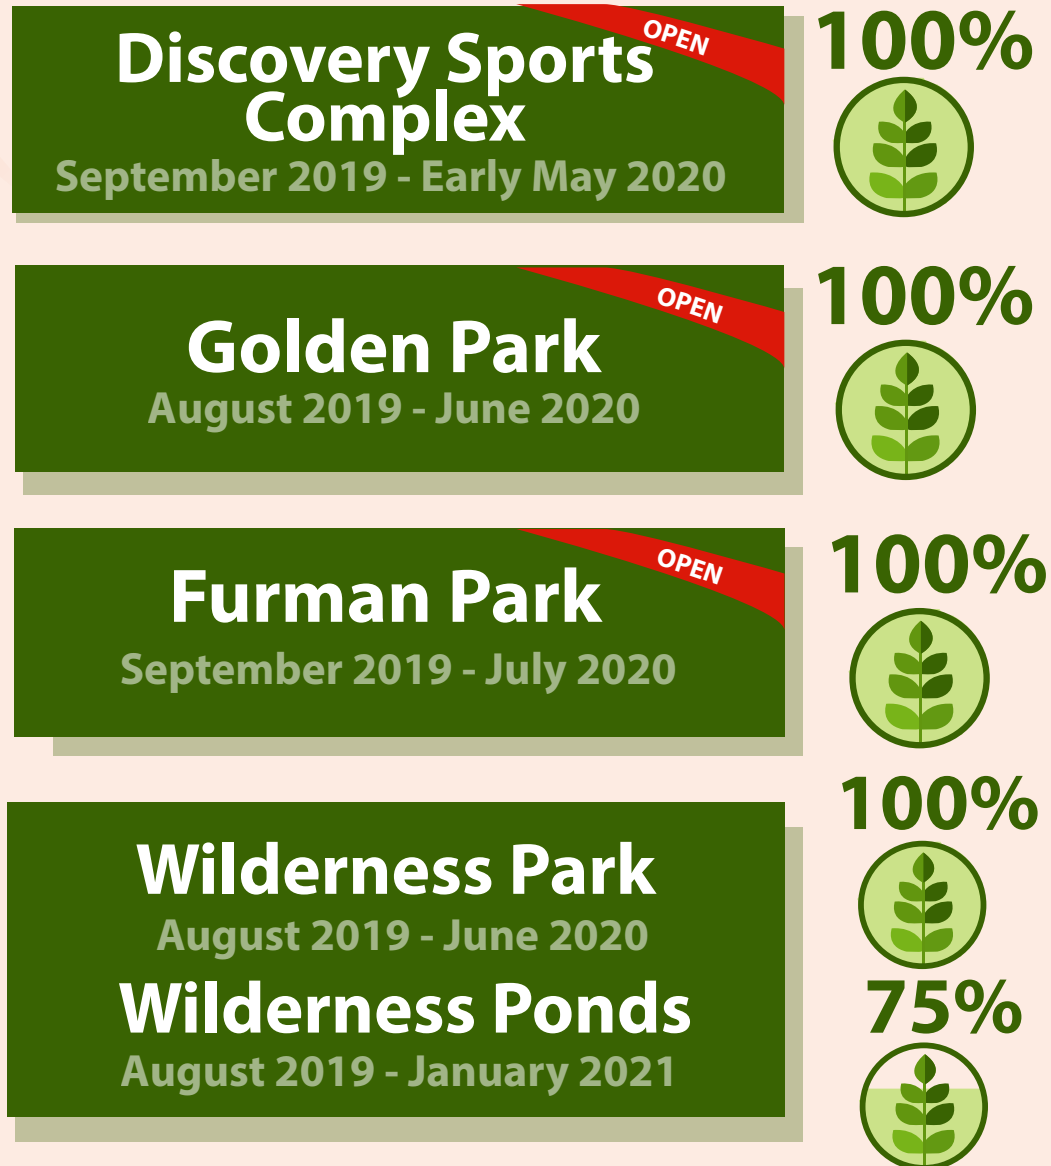 OPEN
100%
Discovery Sports
Complex
September 2019 - Early May 2020
OPEN
100%
Golden Park
August 2019 - June 2020
OPEN
100%
Furman Park
September 2019 - July 2020
100%
Wilderness Park
August 2019 - June 2020
Wilderness Ponds
75%
August 2019 - January 2021